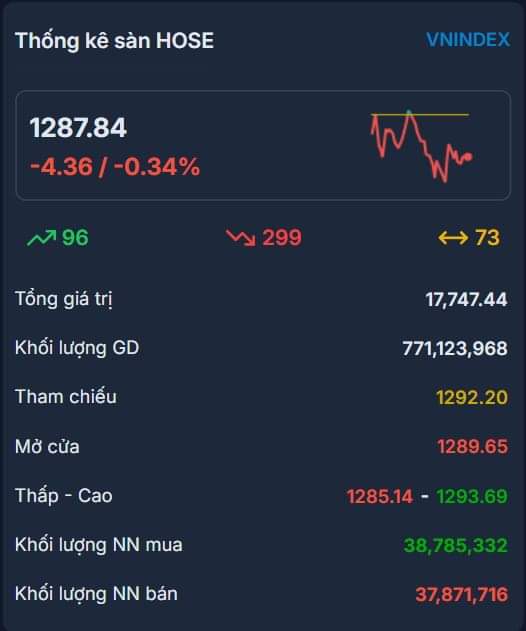 Thống kê sàn HOSE VNINDEX
1287.84
-4.36 / -0.34%
96 299 73
Tổng giá trị 17,747.44
Khối lượng GD 771,123,968
Tham chiếu 1292.20
Mở cửa 1289.65
Thấp - Cao 1285.14 - 1293.69
Khối lượng NN mua 38,785,332
Khối lượng NN bán 37,871,716